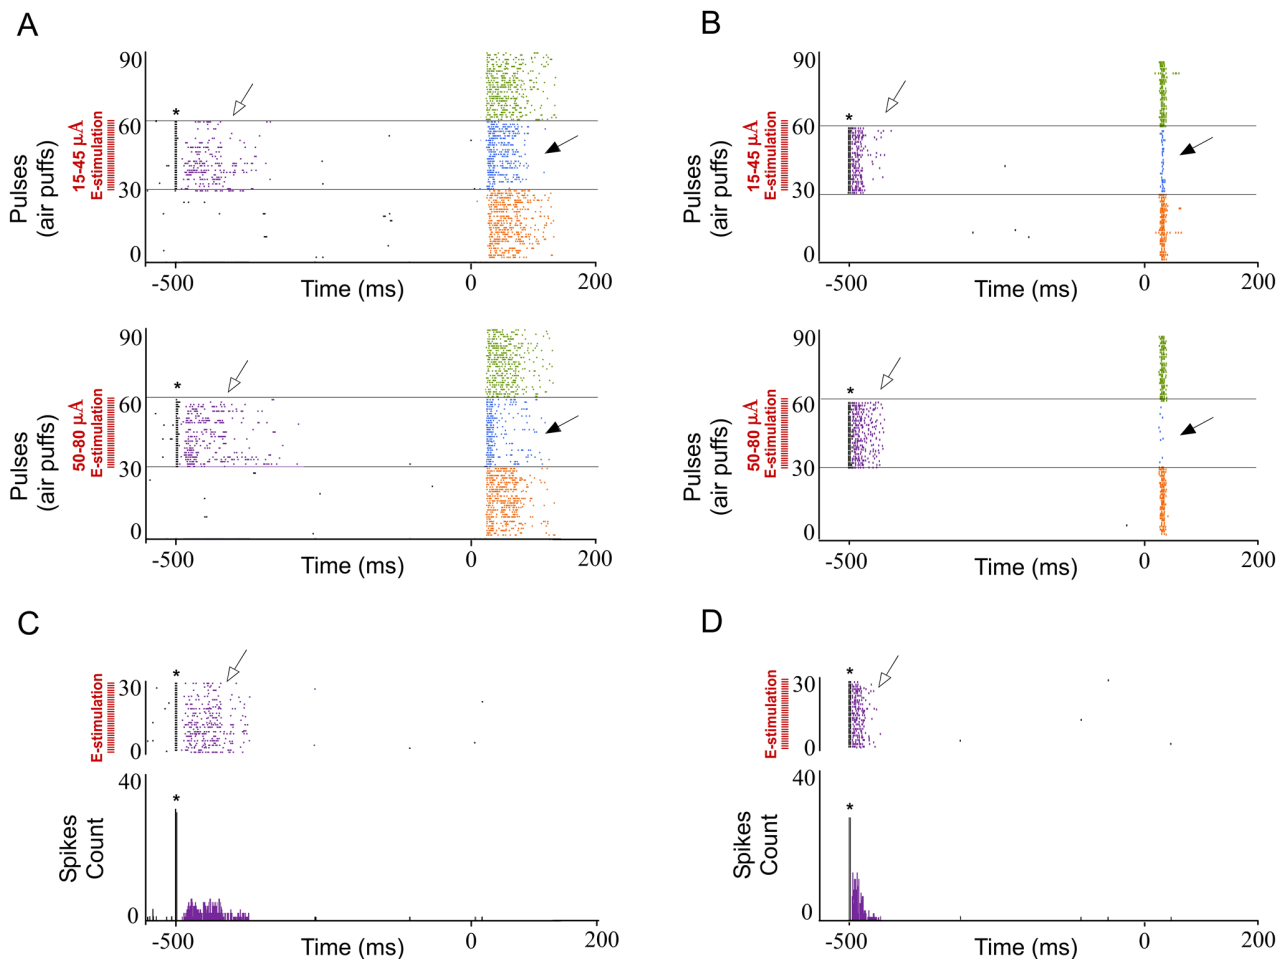 A
90
60
30
0
Pulses
(air puffs)
15-45 μA
E-stimulation
*
-500
0
200
Time (ms)
90
60
30
0
Pulses
(air puffs)
50-80 μA
E-stimulation
*
-500
0
200
Time (ms)
B
90
60
30
0
Pulses
(air puffs)
15-45 μA
E-stimulation
*
-500
0
200
Time (ms)
90
60
30
0
Pulses
(air puffs)
50-80 μA
E-stimulation
*
-500
0
200
Time (ms)
C
30
0
E-stimulation
*
40
0
Spikes
Count
*
-500
0
200
Time (ms)
D
30
0
E-stimulation
*
40
0
Spikes
Count
*
-500
0
200
Time (ms)